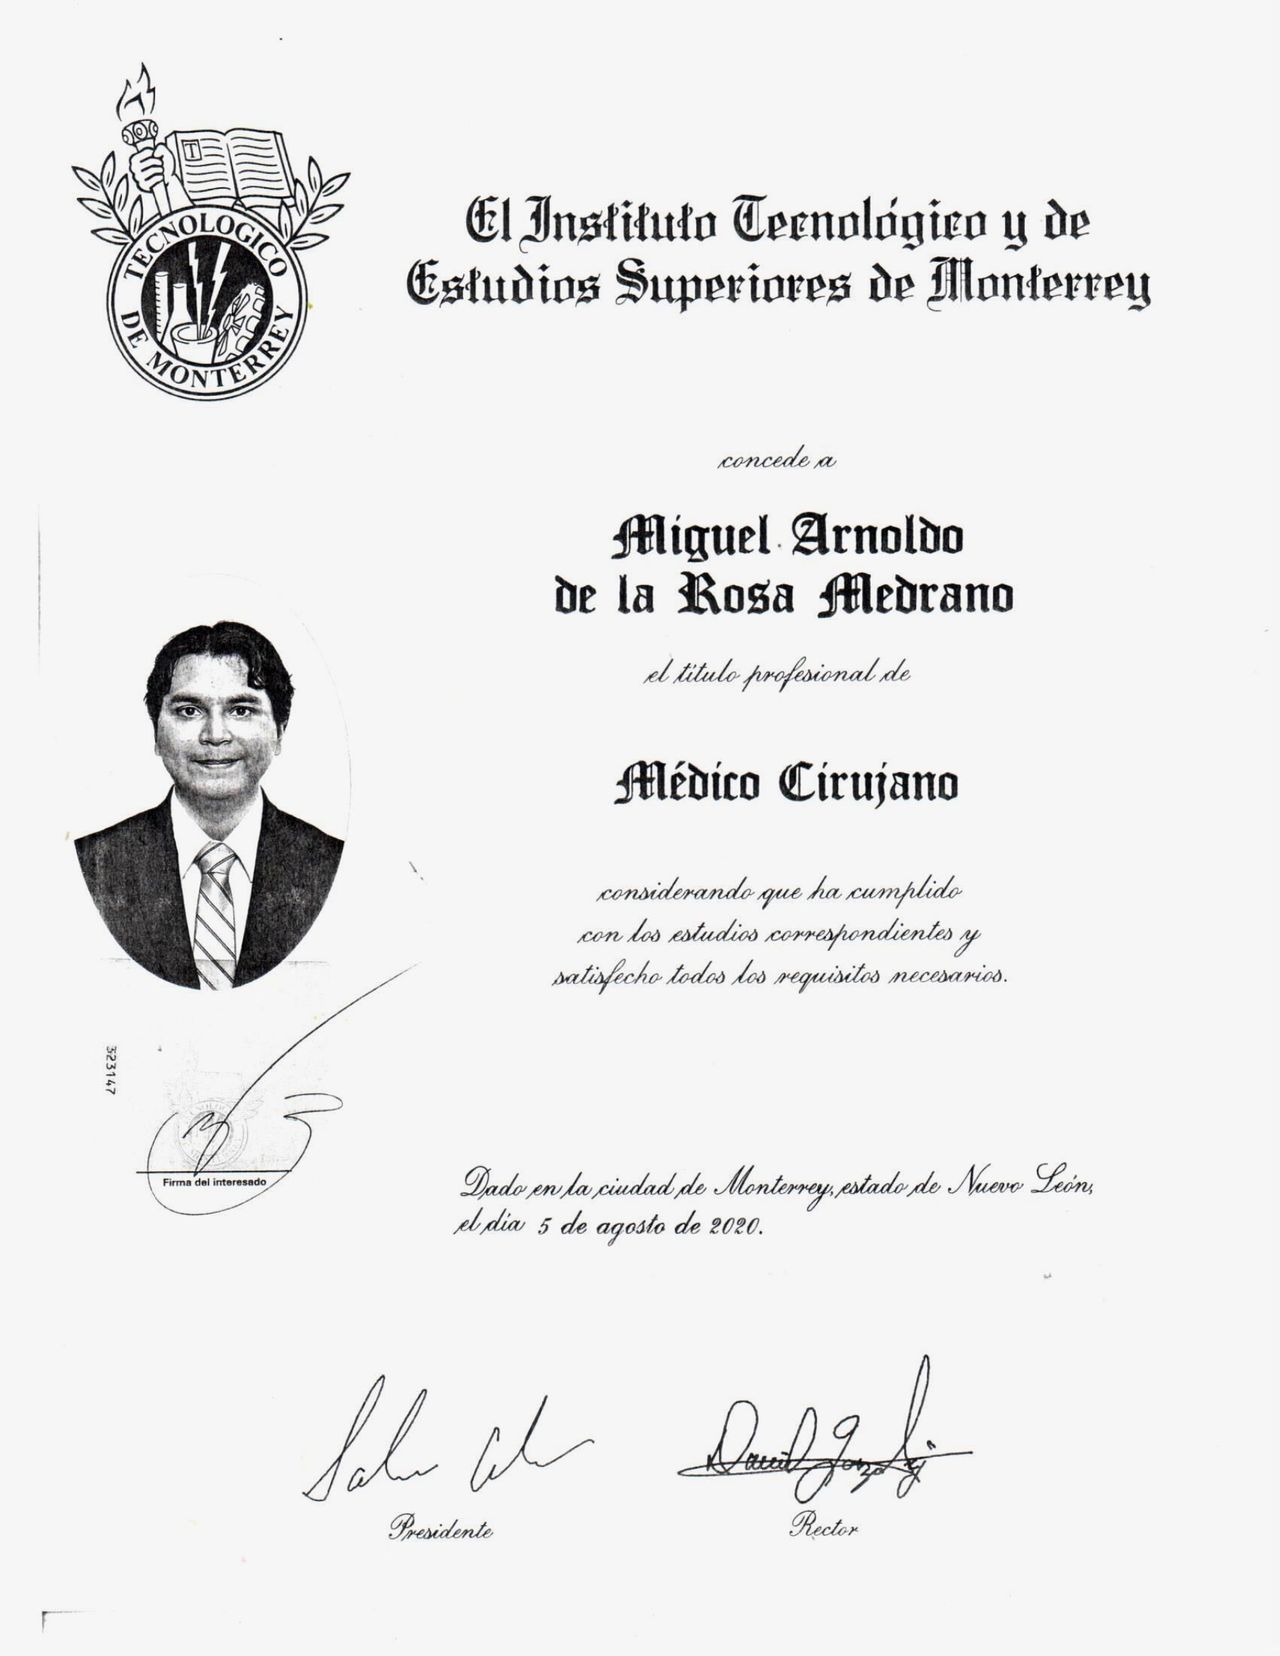 TECNOLOGICO
DE MONTERREY
T
El Instituto Tecnológico y de
Estudios Superiores de Monterrey
concede a
Miguel Arnoldo
de la Rosa Medrano
el título profesional de
Médico Cirujano
considerando que ha cumplido
con los estudios correspondientes y
satisfecho todos los requisitos necesarios.
323147
Firma del interesado
Dado en la ciudad de Monterrey, estado de Nuevo León,
el día 5 de agosto de 2020.
Presidente
David
Rector